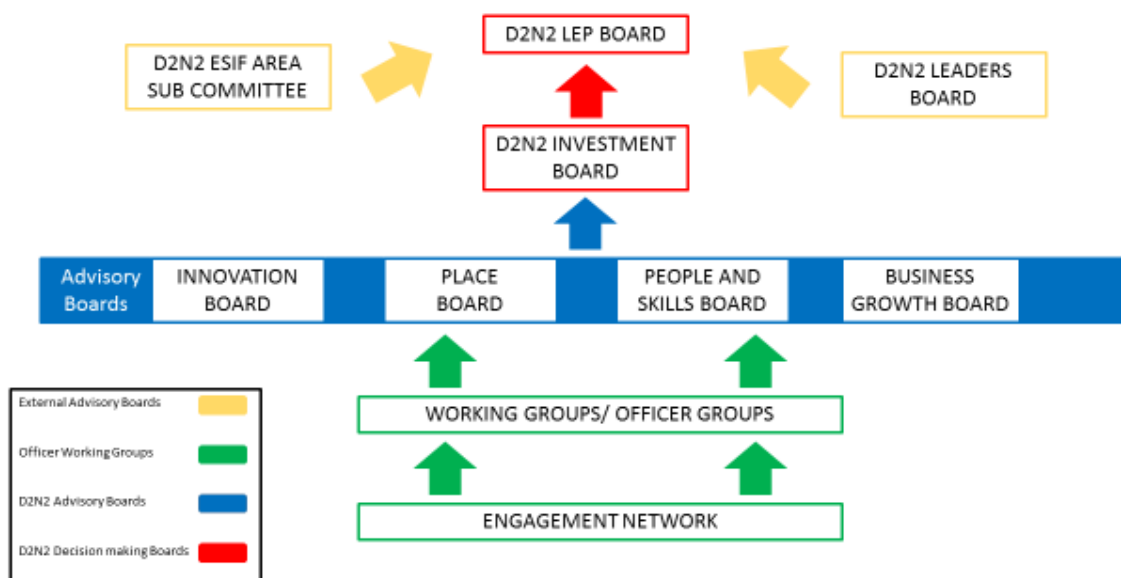 D2N2 LEP BOARD
D2N2 ESIF AREA
SUB COMMITTEE
D2N2 LEADERS
BOARD
D2N2 INVESTMENT
BOARD
Advisory
Boards
INNOVATION
BOARD
PLACE
BOARD
PEOPLE AND
SKILLS BOARD
BUSINESS
GROWTH BOARD
WORKING GROUPS/ OFFICER GROUPS
ENGAGEMENT NETWORK
External Advisory Boards
Officer Working Groups
D2N2 Advisory Boards
D2N2 Decision making Boards